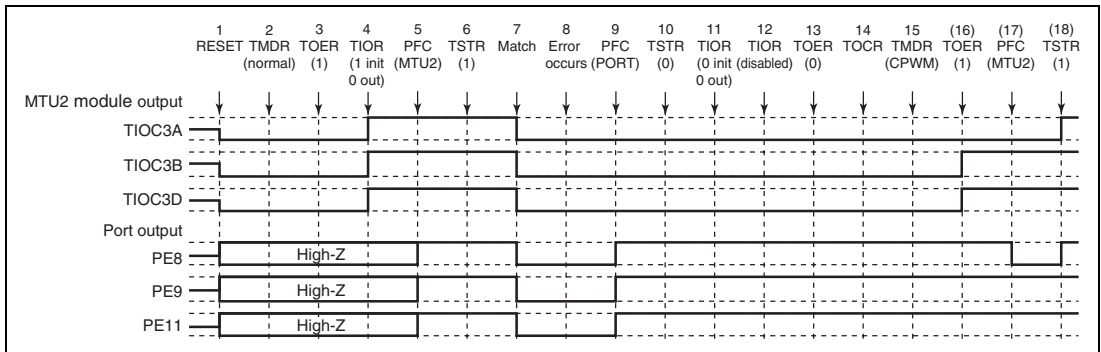 1 2 3 4 5 6 7 8 9 10 11 12 13 14 15 (16) (17) (18)
RESET TMDR TOER TIOR PFC TSTR Match Error PFC TSTR TIOR TIOR TOER TOCR TMDR TOER PFC TSTR
(normal) (1) (1 init (MTU2) (1) occurs (PORT) (0) (0 init (disabled) (0) (CPWM) (1) (MTU2) (1)
0 out) 0 out)
MTU2 module output
TIOC3A
TIOC3B
TIOC3D
Port output
PE8 High-Z
PE9 High-Z
PE11 High-Z